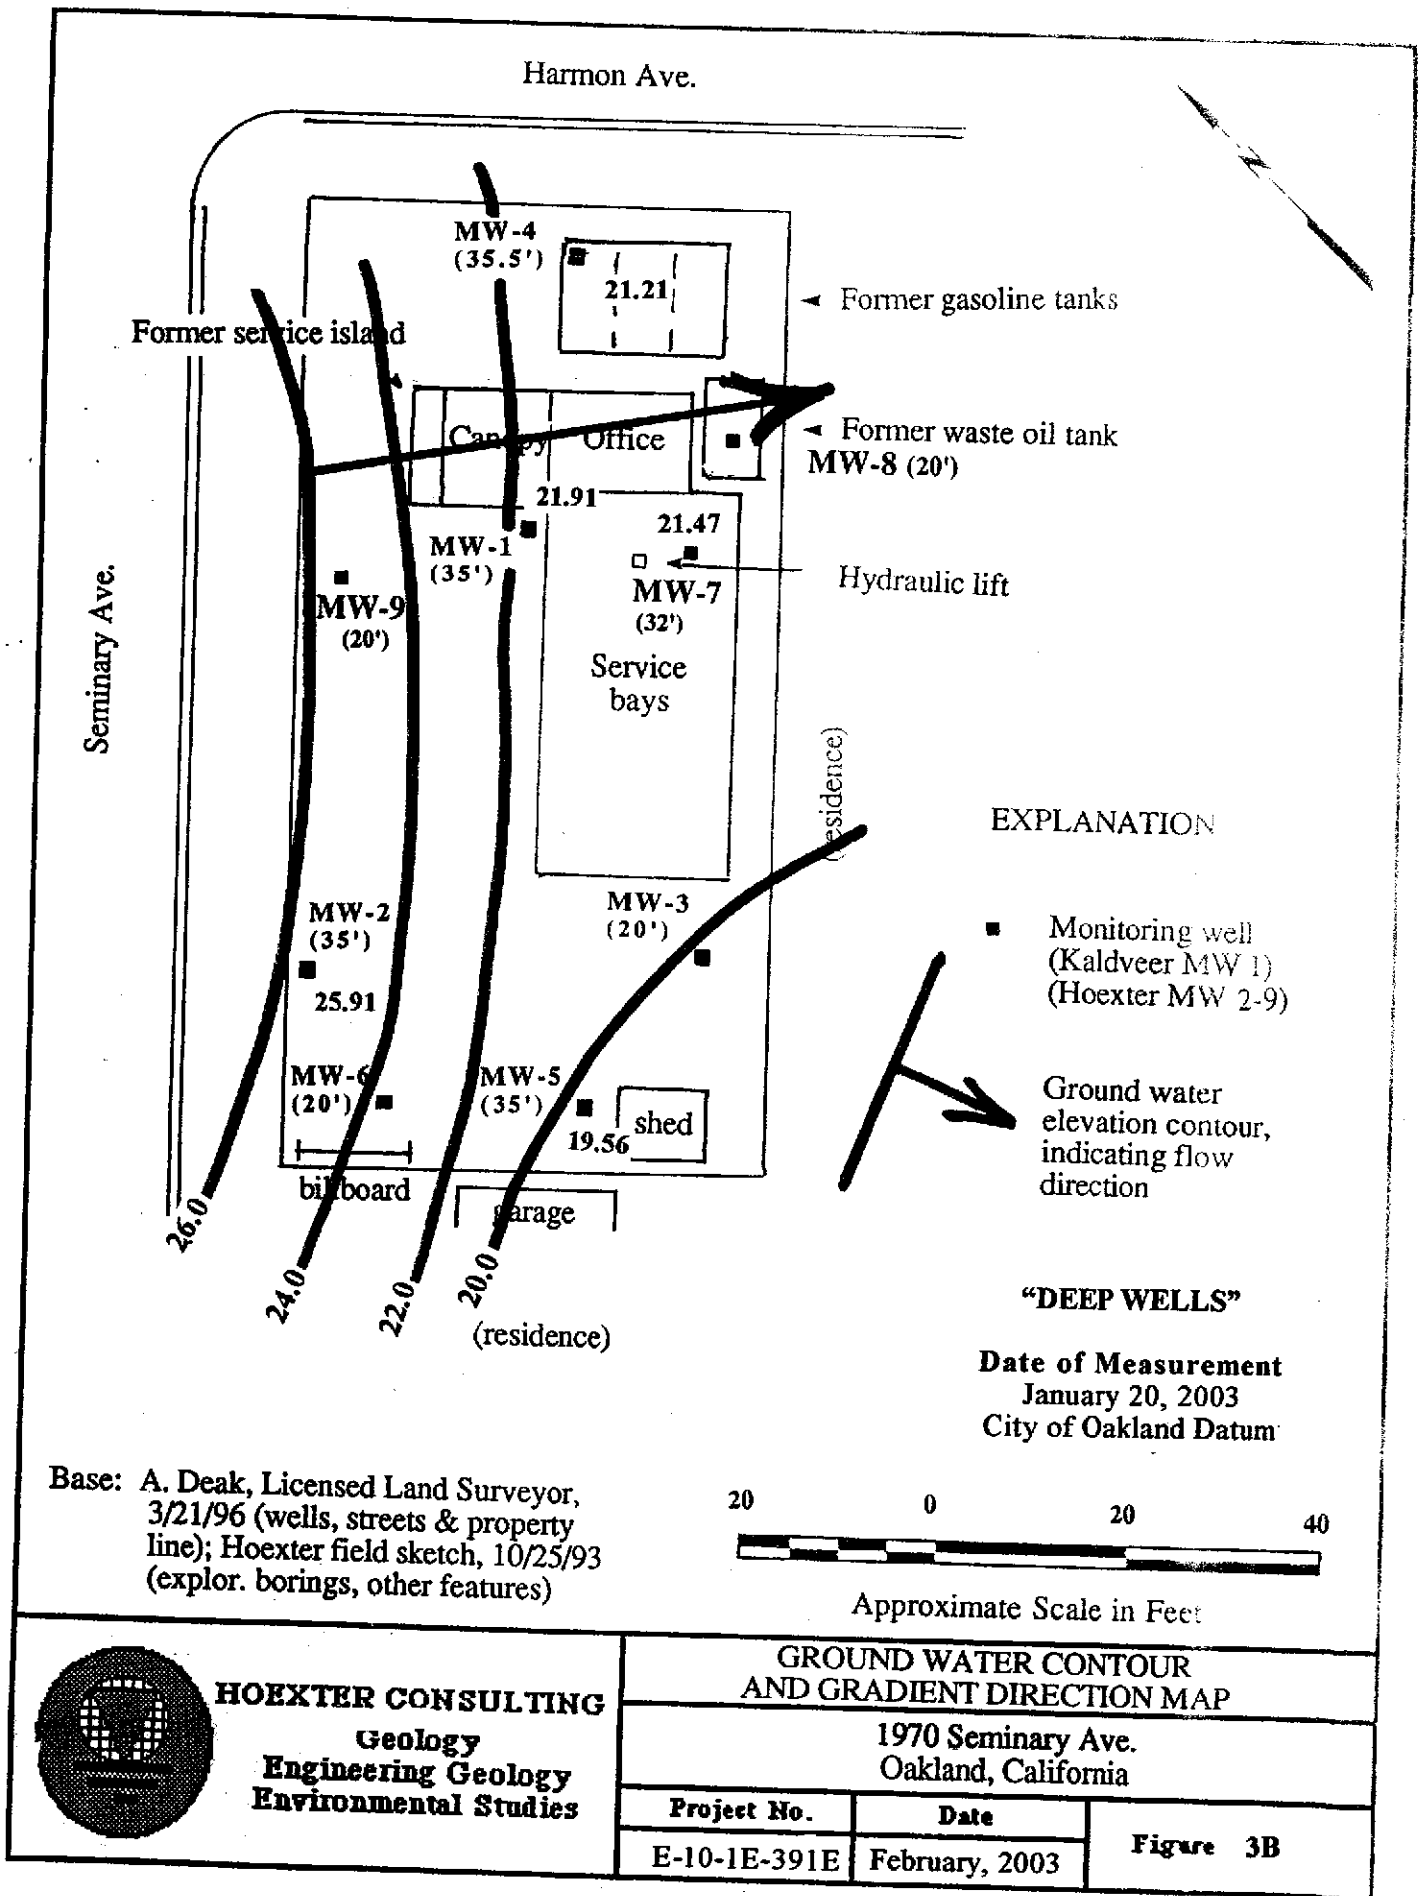 Harmon Ave.
N
MW-4
(35.5')
21.21
Former gasoline tanks
Former service island
Canopy
Office
Former waste oil tank
MW-8 (20')
21.91
21.47
MW-1
(35')
Hydraulic lift
MW-7
(32')
MW-9
(20')
Seminary Ave.
Service
bays
(residence)
EXPLANATION
MW-2
(35')
25.91
MW-3
(20')
Monitoring well
(Kaldveer MW 1)
(Hoexter MW 2-9)
MW-6
(20')
MW-5
(35')
19.56
shed
Ground water
elevation contour,
indicating flow
direction
billboard
garage
26.0
24.0
22.0
20.0
(residence)
“DEEP WELLS”
Date of Measurement
January 20, 2003
City of Oakland Datum
Base: A. Deak, Licensed Land Surveyor,
3/21/96 (wells, streets & property
line); Hoexter field sketch, 10/25/93
(explor. borings, other features)
20 0 20 40
Approximate Scale in Feet
HOEXTER CONSULTING
Geology
Engineering Geology
Environmental Studies
GROUND WATER CONTOUR
AND GRADIENT DIRECTION MAP
1970 Seminary Ave.
Oakland, California
Project No.
Date
E-10-1E-391E
February, 2003
Figure 3B